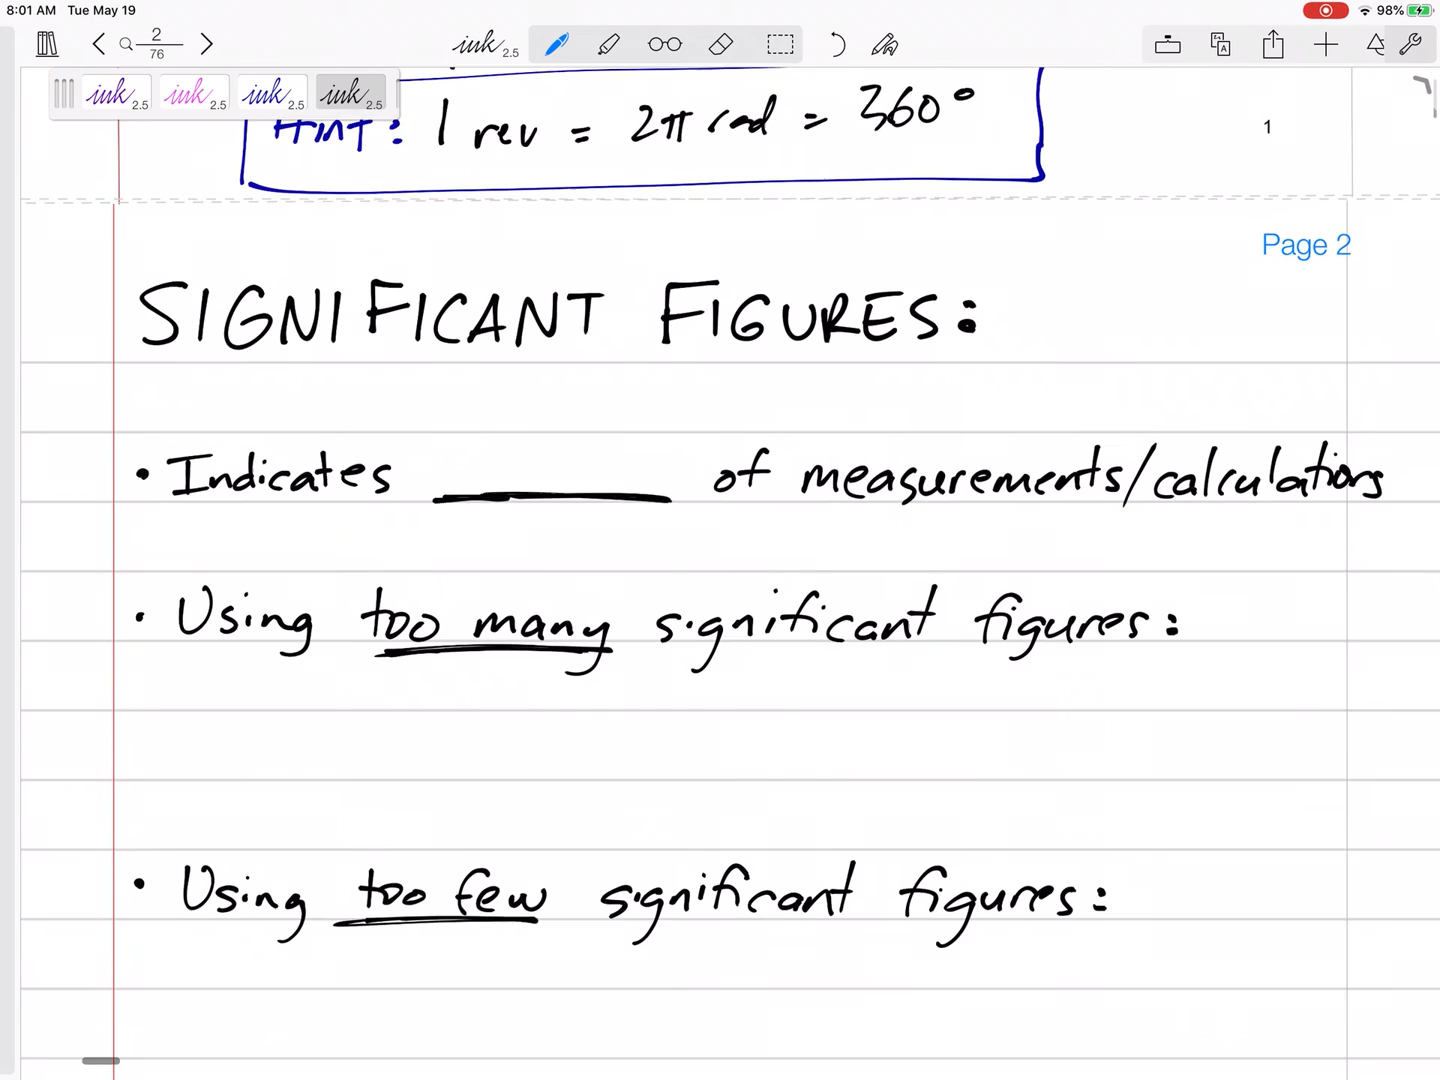 8:01 AM Tue May 19
98%
2
76
ink 2.5
ink 2.5 ink 2.5 ink 2.5 ink 2.5
Hint: 1 rev = 2π rad = 360°
1
Page 2
SIGNIFICANT FIGURES:
• Indicates ________ of measurements/calculations
• Using too many significant figures:
• Using too few significant figures: